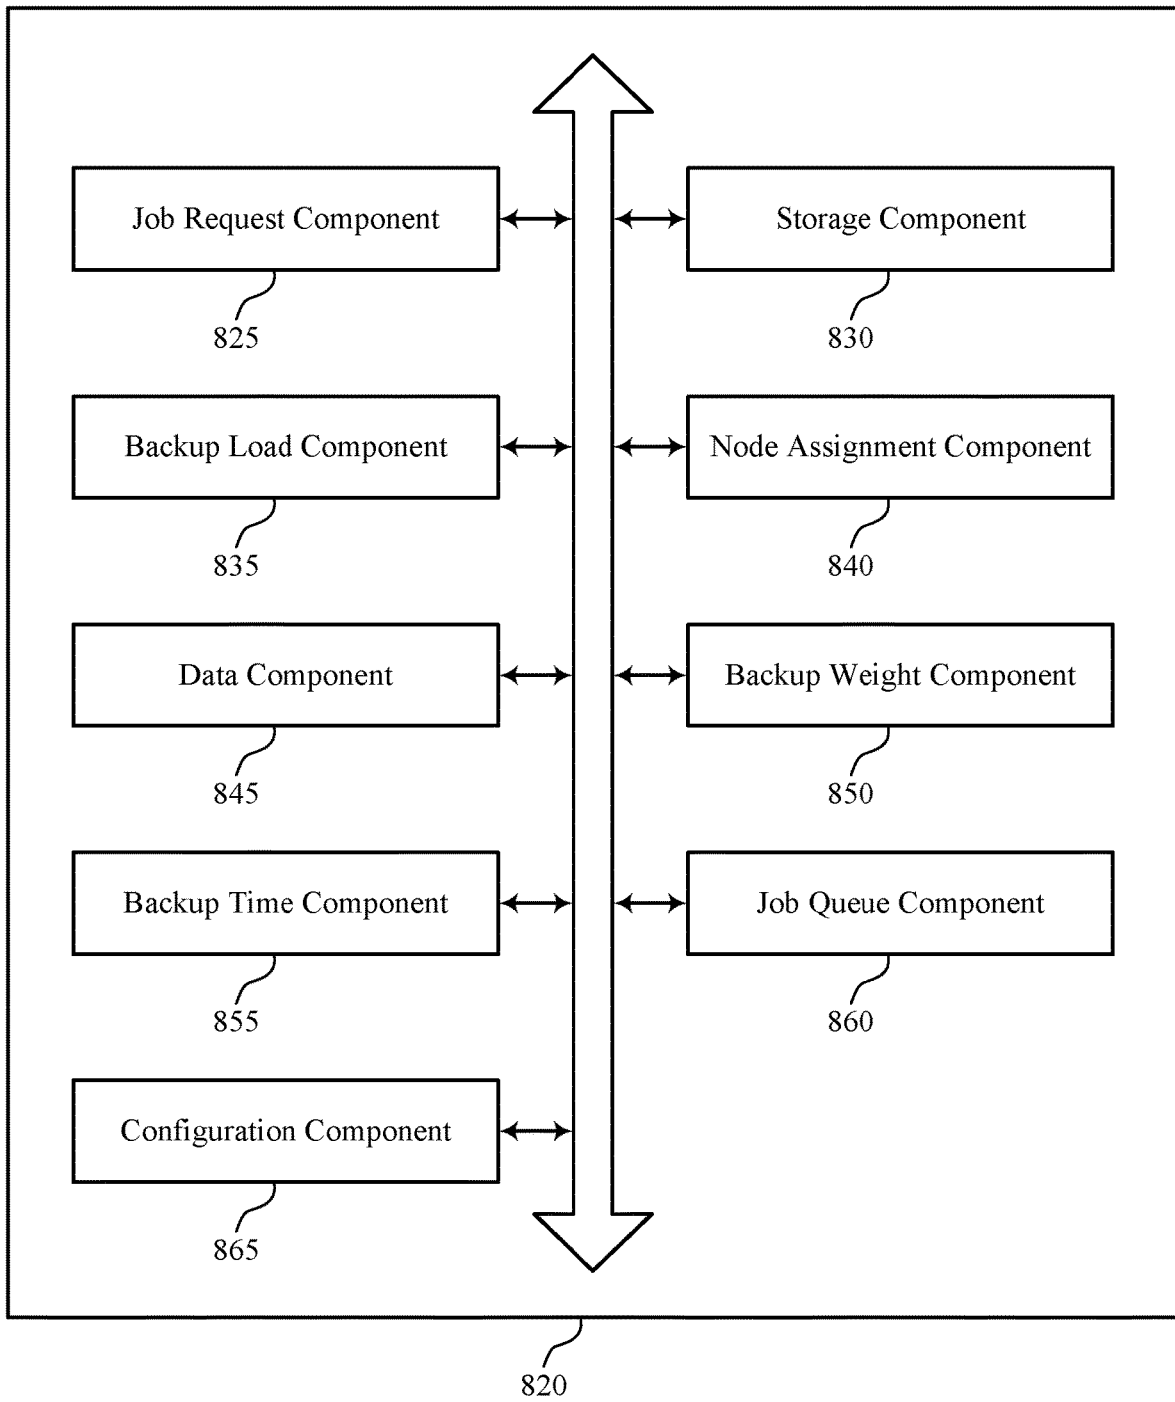 Job Request Component
Storage Component
825
830
Backup Load Component
Node Assignment Component
835
840
Data Component
Backup Weight Component
845
850
Backup Time Component
Job Queue Component
855
860
Configuration Component
865
820